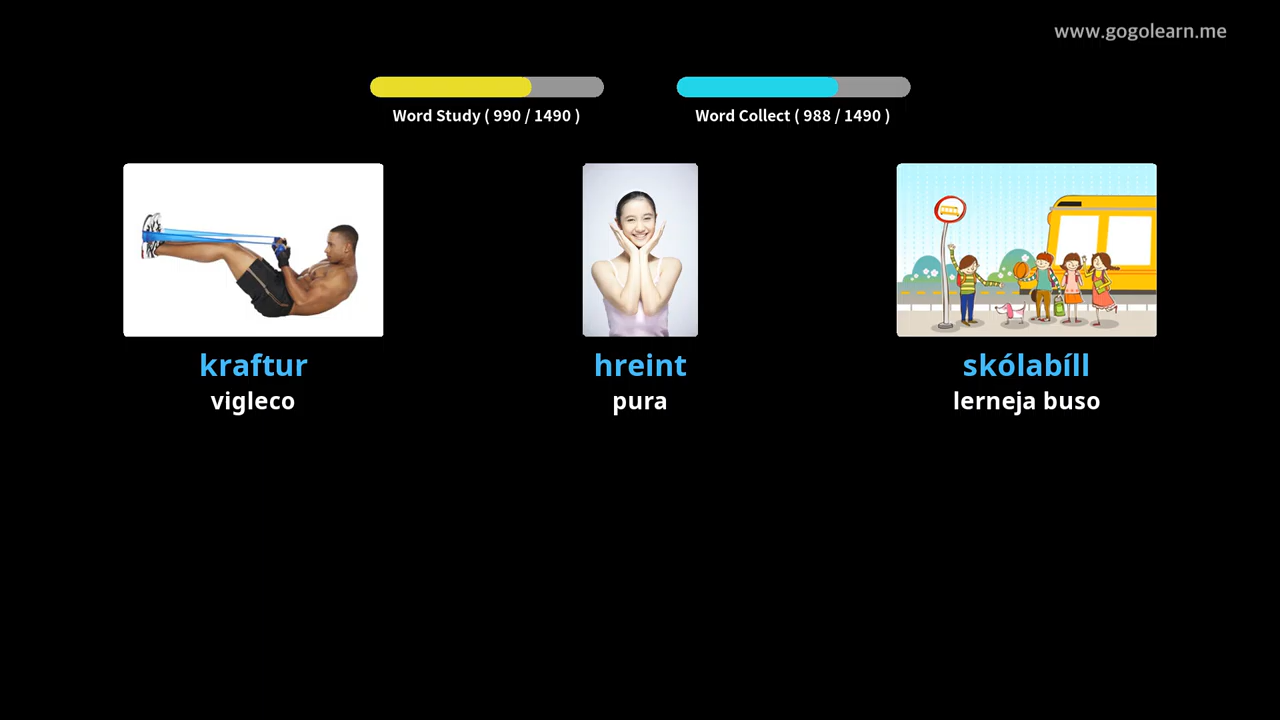 www.gogolearn.me
Word Study ( 990 / 1490 )
Word Collect ( 988 / 1490 )
kraftur
vigleco
hreint
pura
skólabíll
lerneja buso